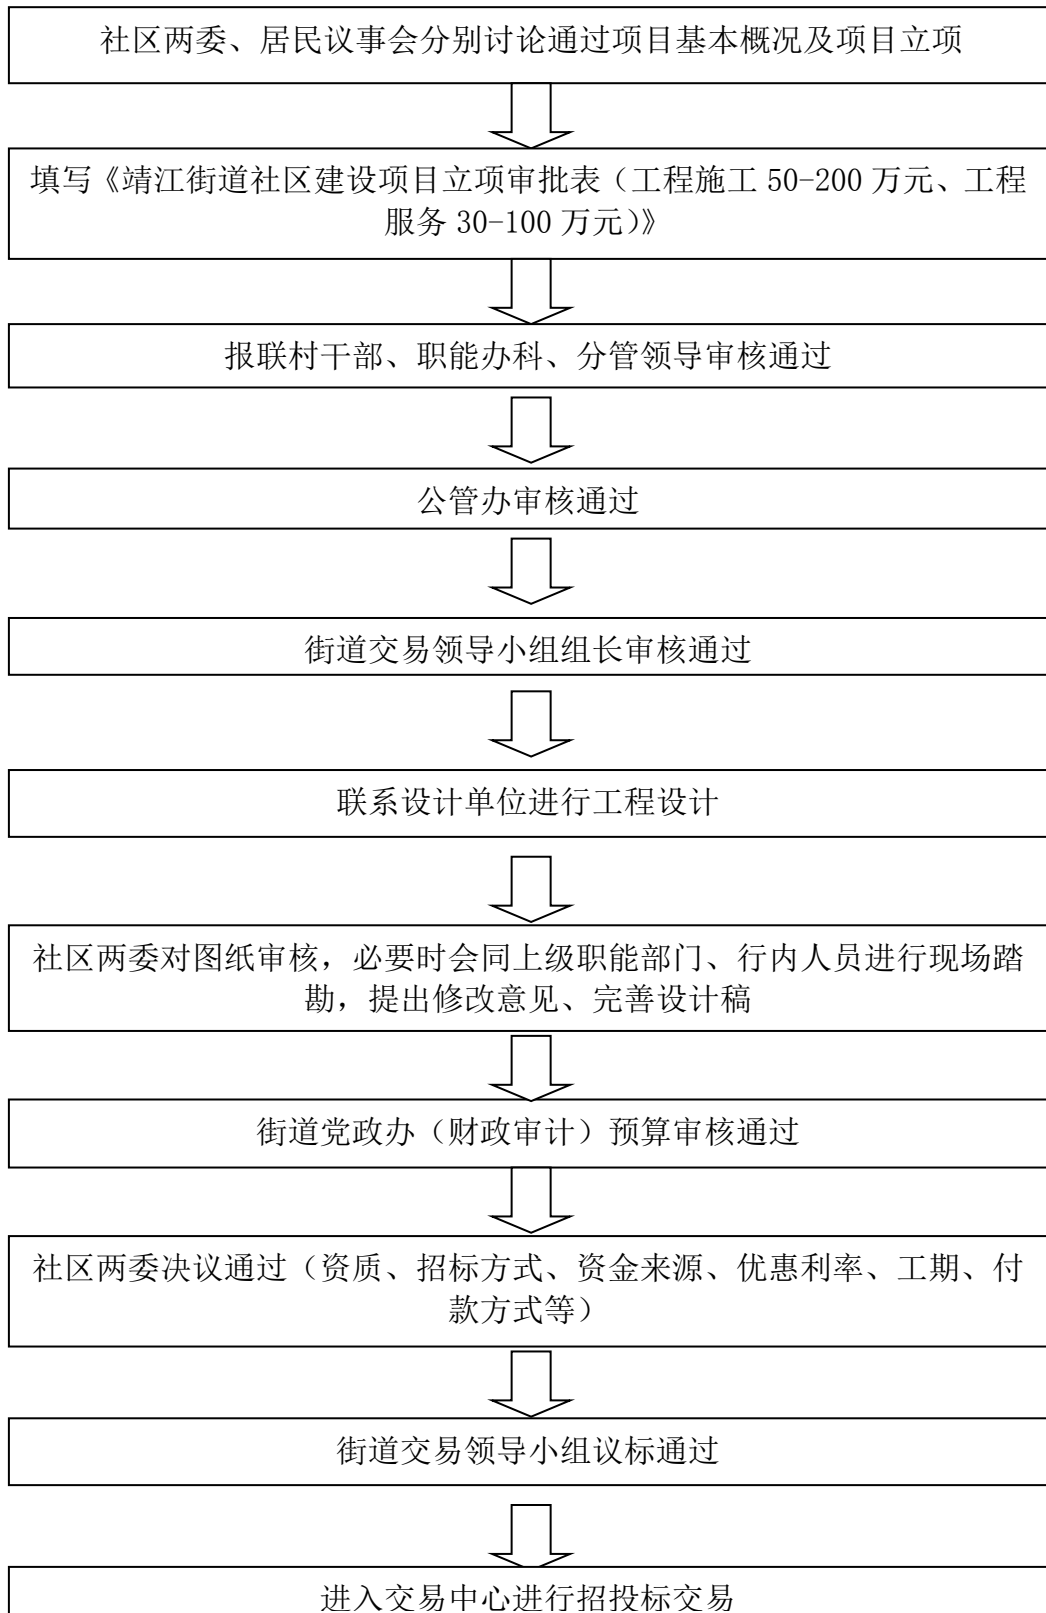 社区两委、居民议事会分别讨论通过项目基本概况及项目立项
填写《靖江街道社区建设项目立项审批表（工程施工 50-200 万元、工程
服务 30-100 万元）》
报联村干部、职能办科、分管领导审核通过
公管办审核通过
街道交易领导小组组长审核通过
联系设计单位进行工程设计
社区两委对图纸审核，必要时会同上级职能部门、行内人员进行现场踏
勘，提出修改意见、完善设计稿
街道党政办（财政审计）预算审核通过
社区两委决议通过（资质、招标方式、资金来源、优惠利率、工期、付
款方式等）
街道交易领导小组议标通过
进入交易中心进行招投标交易